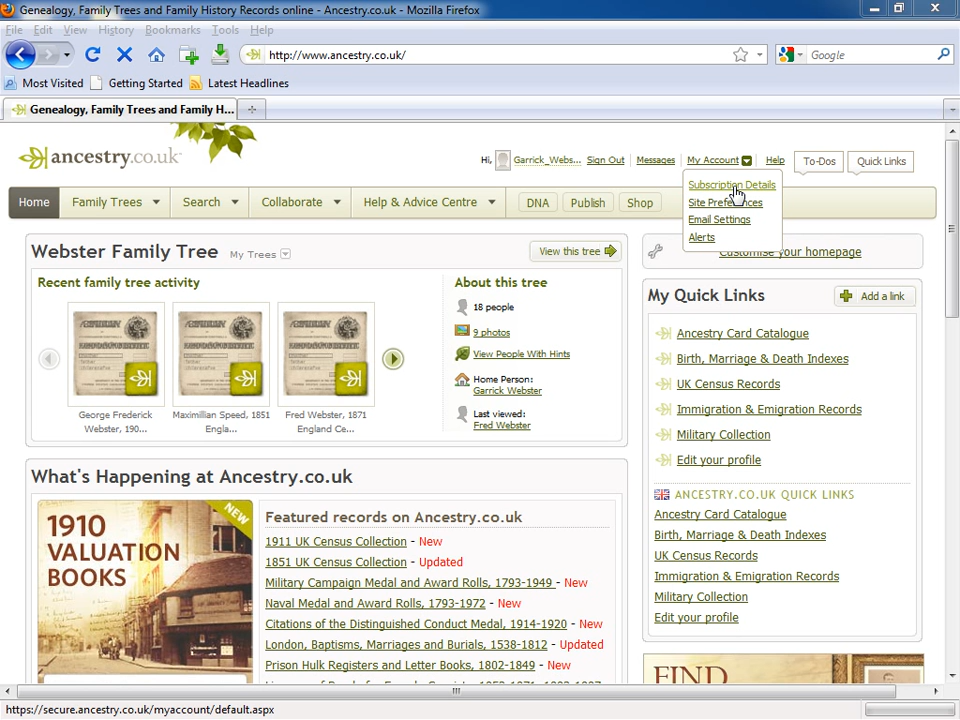 Genealogy, Family Trees and Family History Records online - Ancestry.co.uk - Mozilla Firefox
File Edit View History Bookmarks Tools Help
http://www.ancestry.co.uk/ Google
Most Visited Getting Started Latest Headlines
Genealogy, Family Trees and Family H...
ancestry.co.uk
Hi, Garrick_Webs... Sign Out Messages My Account Help To-Dos Quick Links
Subscription Details
Site Preferences
Email Settings
Alerts
Home Family Trees Search Collaborate Help & Advice Centre DNA Publish Shop
Webster Family Tree My Trees View this tree
Recent family tree activity
George Frederick
Webster, 190...
Maximillian Speed, 1851
Engla...
Fred Webster, 1871
England Ce...
About this tree
18 people
9 photos
View People With Hints
Home Person:
Garrick Webster
Last viewed:
Fred Webster
Customise your homepage
My Quick Links Add a link
Ancestry Card Catalogue
Birth, Marriage & Death Indexes
UK Census Records
Immigration & Emigration Records
Military Collection
Edit your profile
ANCESTRY.CO.UK QUICK LINKS
Ancestry Card Catalogue
Birth, Marriage & Death Indexes
UK Census Records
Immigration & Emigration Records
Military Collection
Edit your profile
What's Happening at Ancestry.co.uk
NEW
1910
VALUATION
BOOKS
Featured records on Ancestry.co.uk
1911 UK Census Collection - New
1851 UK Census Collection - Updated
Military Campaign Medal and Award Rolls, 1793-1949 - New
Naval Medal and Award Rolls, 1793-1972 - New
Citations of the Distinguished Conduct Medal, 1914-1920 - New
London, Baptisms, Marriages and Burials, 1538-1812 - Updated
Prison Hulk Registers and Letter Books, 1802-1849 - New
FIND
https://secure.ancestry.co.uk/myaccount/default.aspx